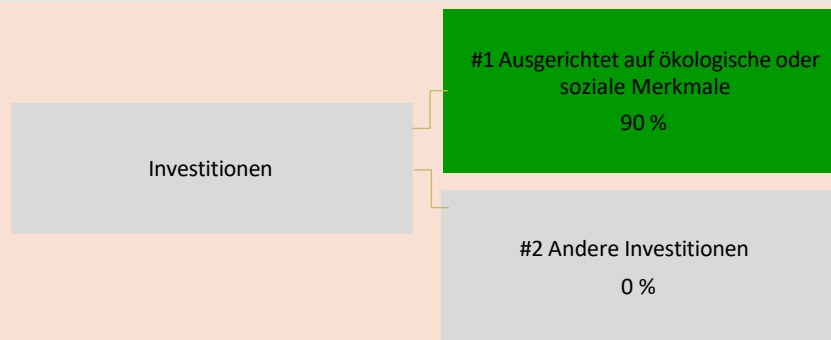 #1 Ausgerichtet auf ökologische oder
soziale Merkmale
90 %
Investitionen
#2 Andere Investitionen
0 %